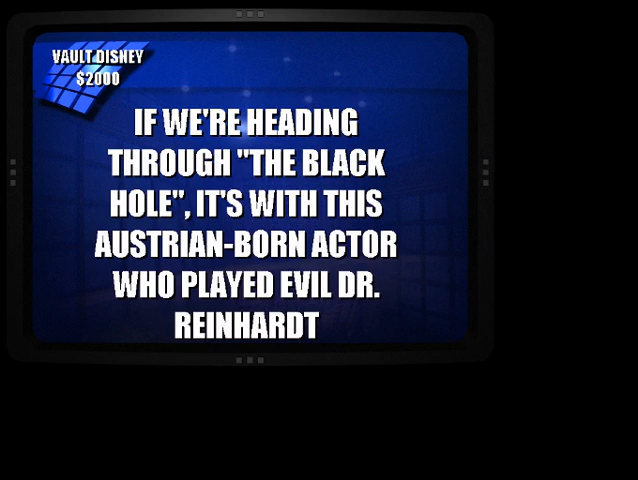 VAULT DISNEY
$2000
IF WE'RE HEADING
THROUGH "THE BLACK
HOLE", IT'S WITH THIS
AUSTRIAN-BORN ACTOR
WHO PLAYED EVIL DR.
REINHARDT